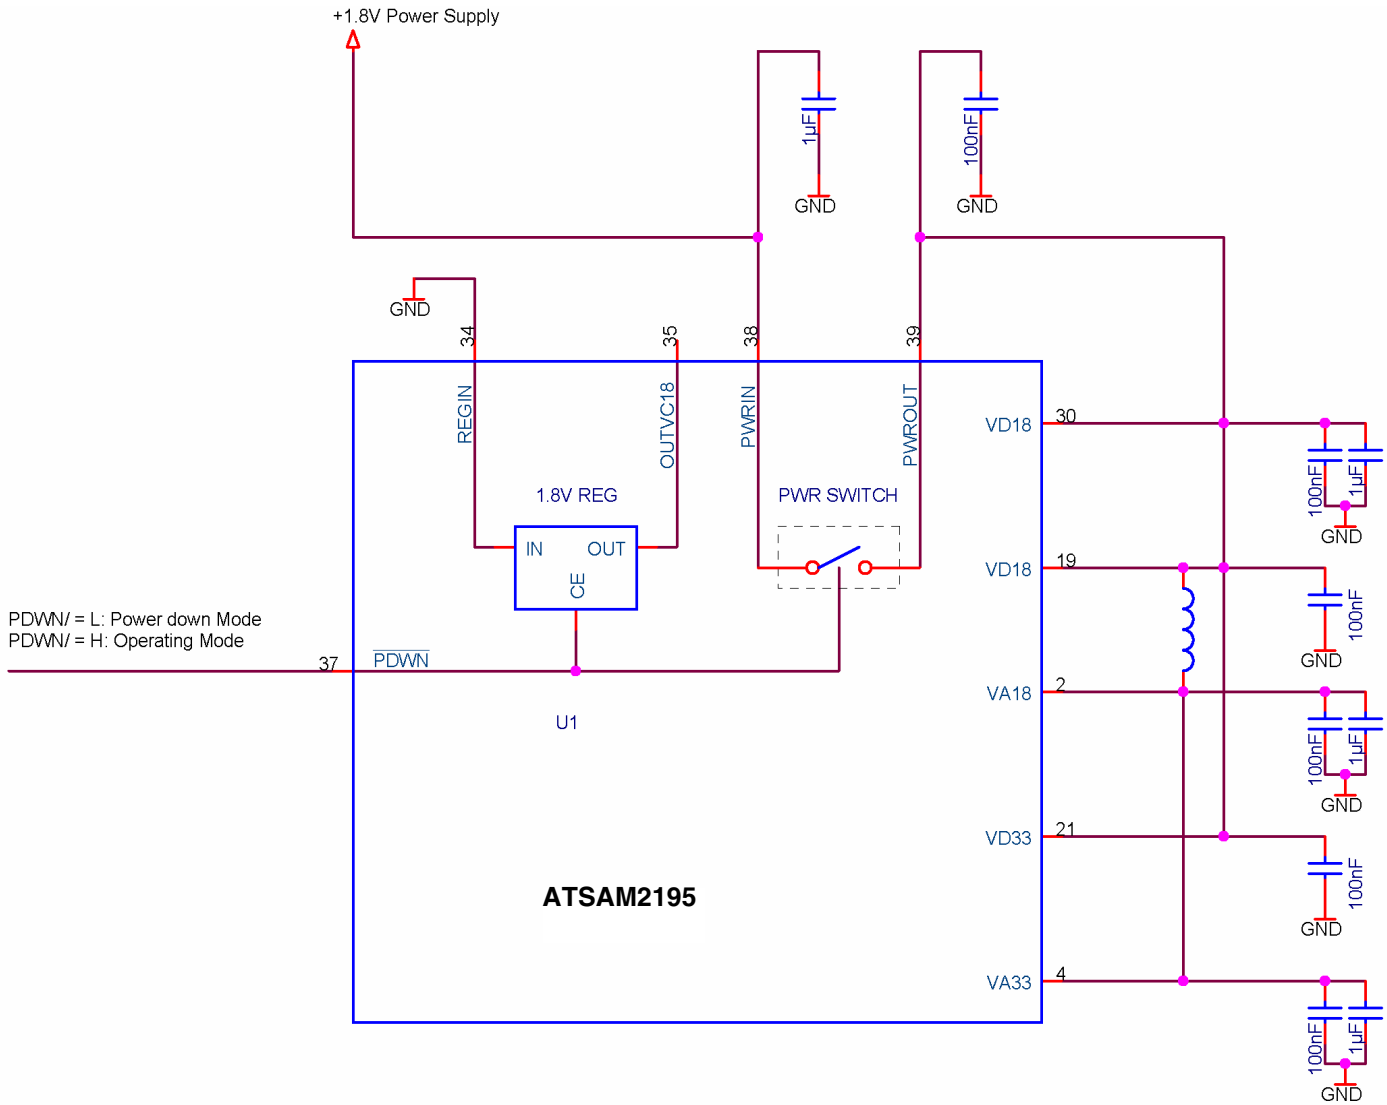 +1.8V Power Supply
1µF
100nF
GND
GND
GND
34
35
38
39
REGIN
OUTVC18
PWRIN
PWROUT
VD18
30
100nF
1µF
GND
1.8V REG
PWR SWITCH
IN
OUT
CE
VD18
19
100nF
GND
PDWN/ = L: Power down Mode
PDWN/ = H: Operating Mode
37
PDWN
U1
VA18
2
100nF
1µF
GND
VD33
21
100nF
GND
ATSAM2195
VA33
4
100nF
1µF
GND